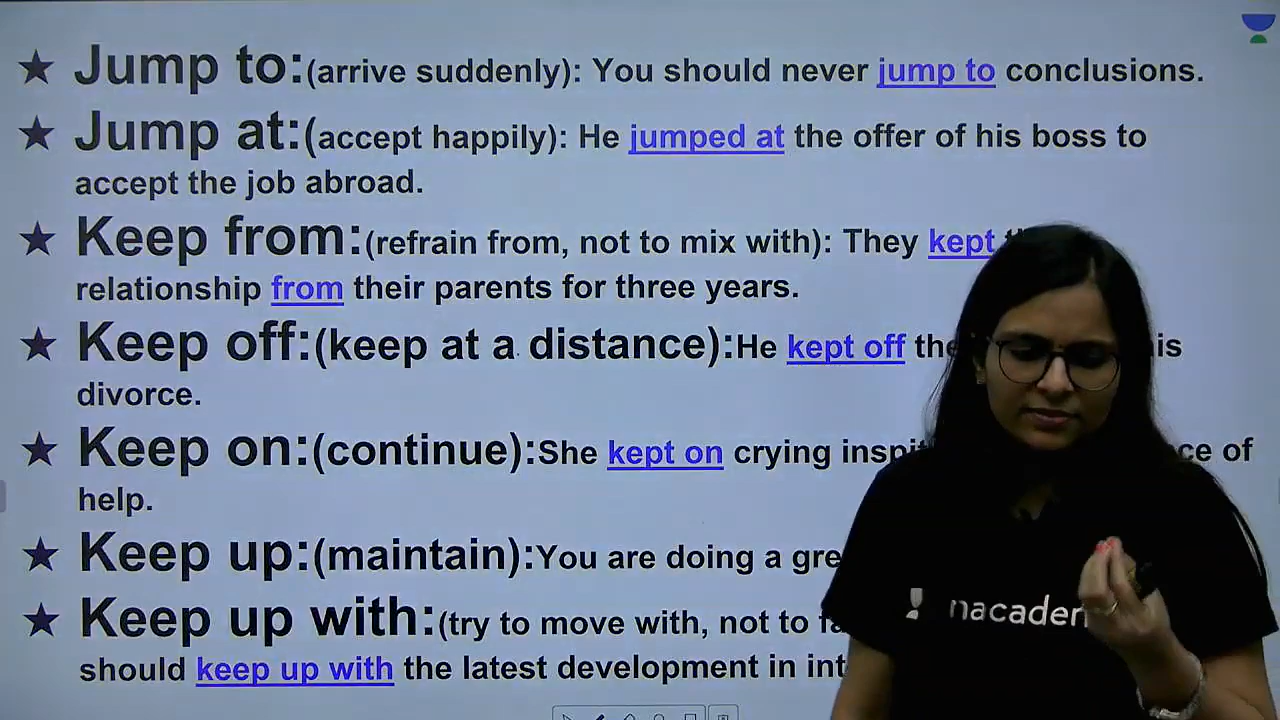 ★ Jump to:(arrive suddenly): You should never jump to conclusions.
★ Jump at:(accept happily): He jumped at the offer of his boss to
accept the job abroad.
★ Keep from:(refrain from, not to mix with): They kept
relationship from their parents for three years.
★ Keep off:(keep at a distance):He kept off the
divorce.
★ Keep on:(continue):She kept on crying of
help.
★ Keep up:(maintain):You are doing a
★ Keep up with:(try to move with, not to
should keep up with the latest development in
nacadem